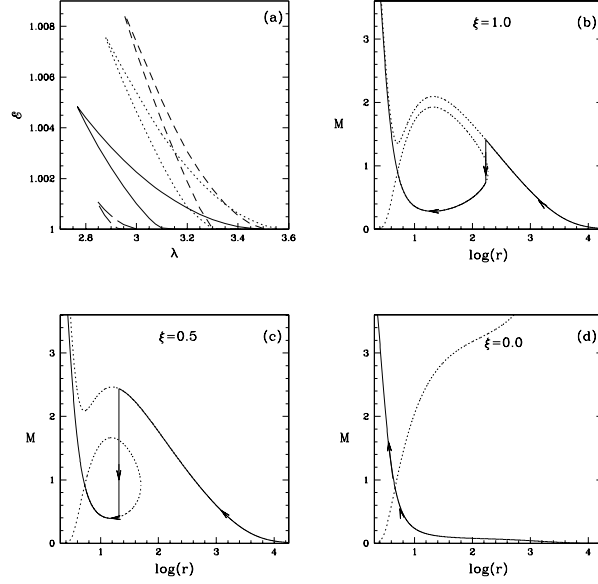 (a)
1.008
1.006
1.004
1.002
1
ℰ
2.8 3 3.2 3.4 3.6
λ
(b)
ξ=1.0
3
2
1
0
M
1 2 3 4
log(r)
(c)
ξ=0.5
3
2
1
0
M
1 2 3 4
log(r)
(d)
ξ=0.0
3
2
1
0
M
1 2 3 4
log(r)